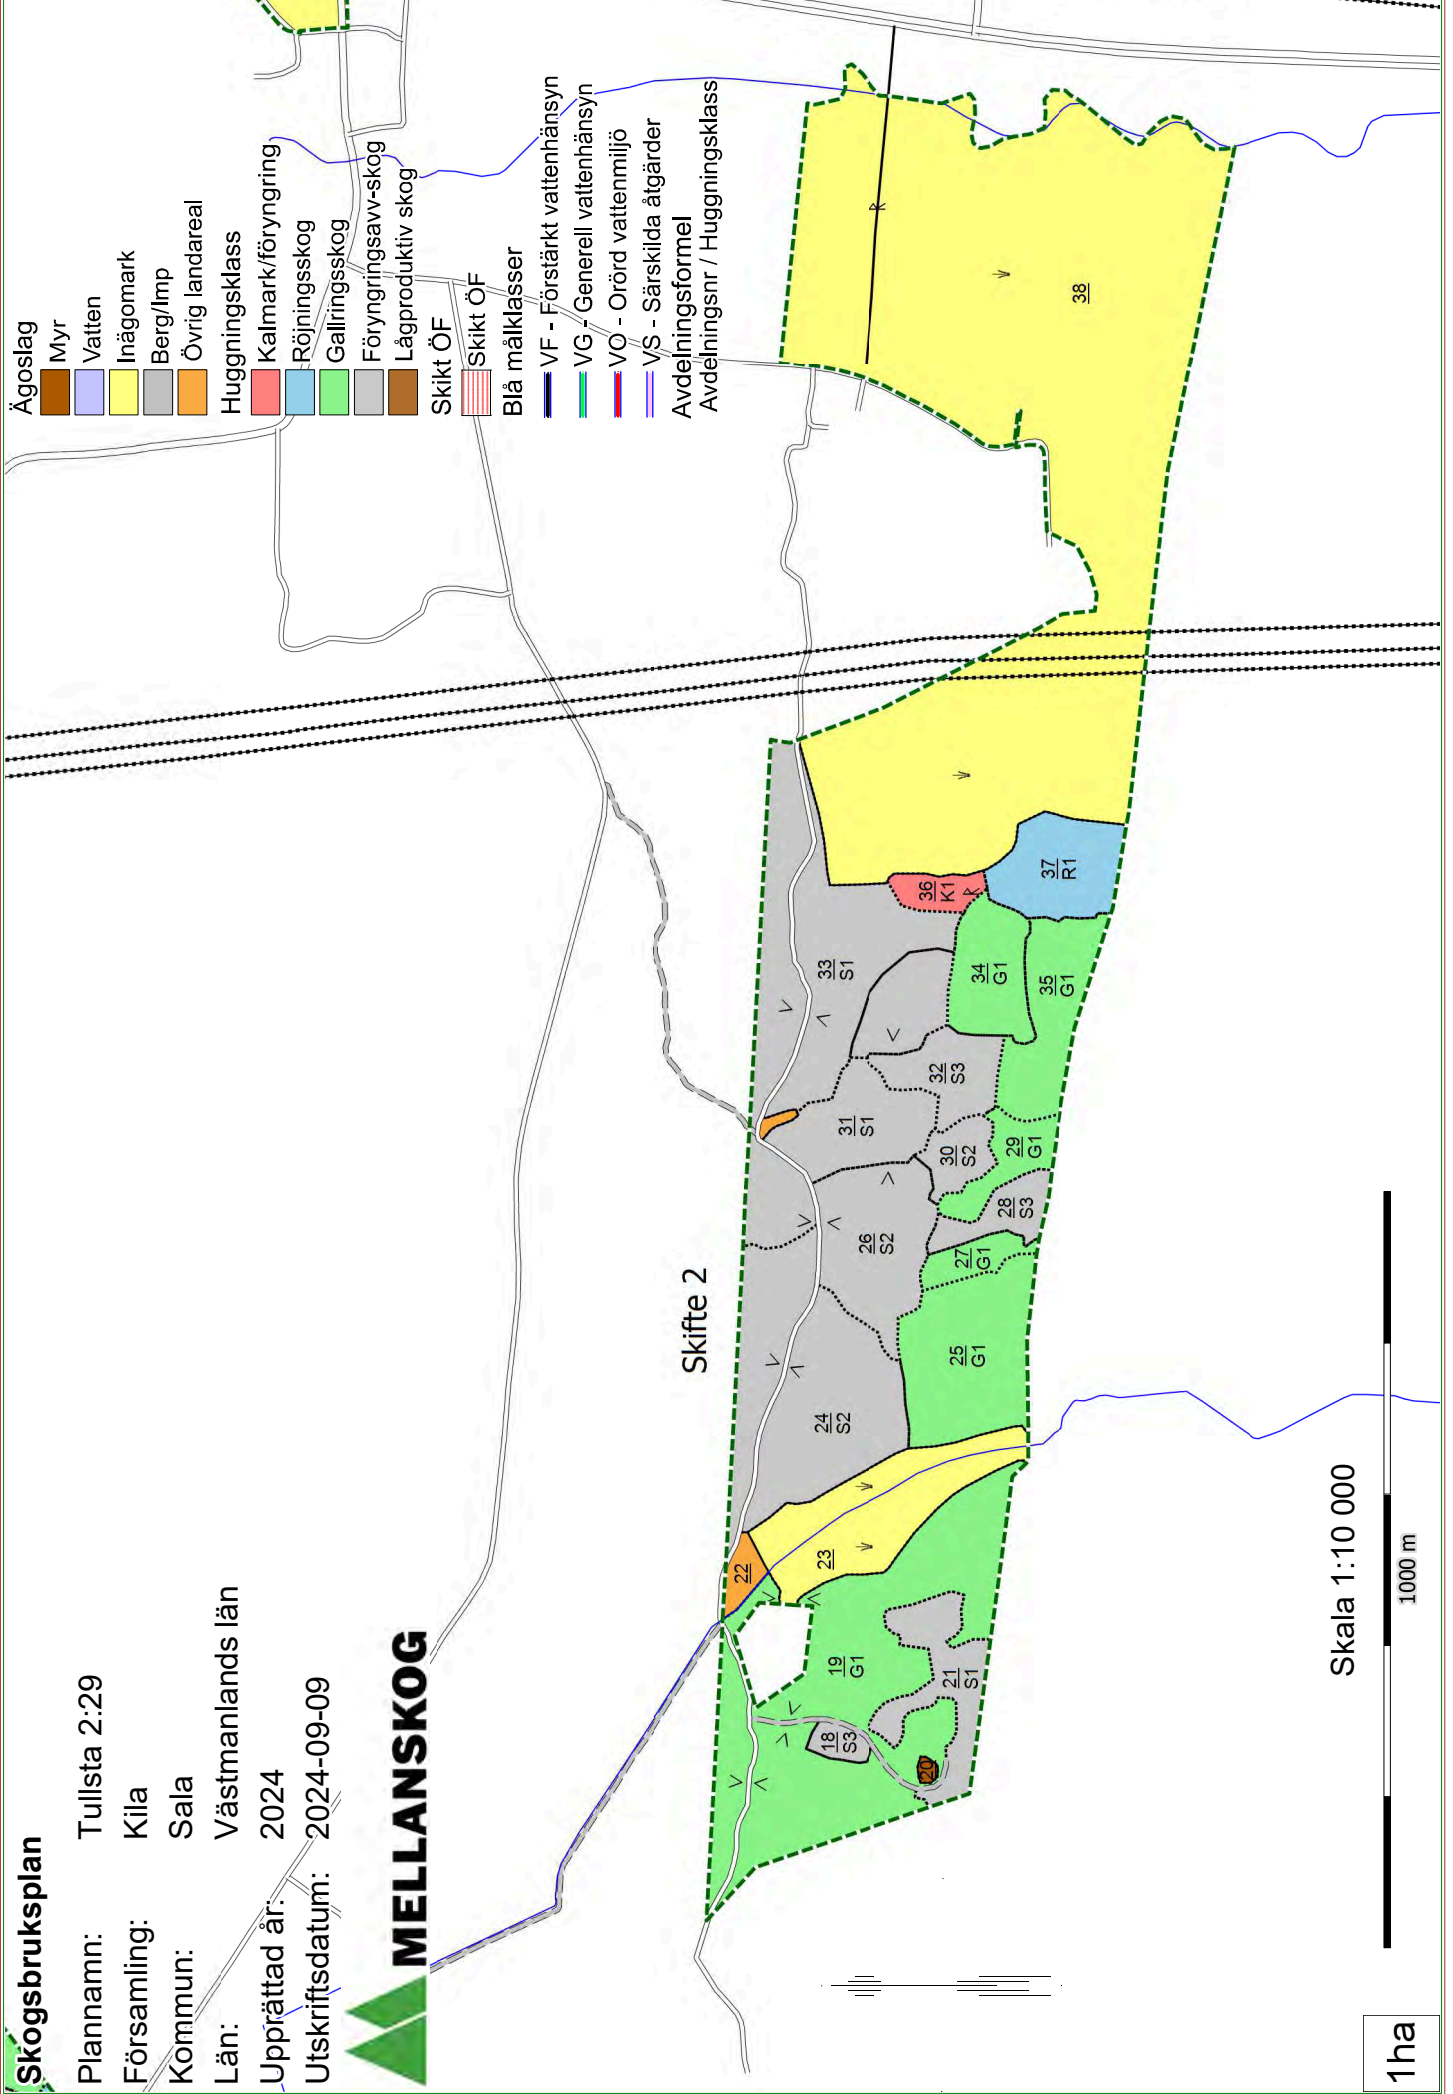 Skogsbruksplan
Plannamn: Tullsta 2:29
Församling: Kila
Kommun: Sala
Län: Västmanlands län
Upprättad år: 2024
Utskriftsdatum: 2024-09-09
MELLANSKOG
Ägoslag
Myr
Vatten
Inägomark
Berg/Imp
Övrig landareal
Huggningsklass
Kalmark/föryngring
Röjningsskog
Gallringsskog
Föryngringsavv-skog
Lågproduktiv skog
Skikt ÖF
Skikt ÖF
Blå målklasser
VF - Förstärkt vattenhänsyn
VG - Generell vattenhänsyn
VO - Orörd vattenmiljö
VS - Särskilda åtgärder
Avdelningsformel
Avdelningsnr / Huggningsklass
Skifte 2
18
S3
19
G1
20
21
S1
22
23
24
S2
25
G1
26
S2
27
G1
28
S3
29
G1
30
S2
31
S1
32
S3
33
S1
34
G1
35
G1
36
K1
R
37
R1
38
R
Skala 1:10 000
1000 m
1ha